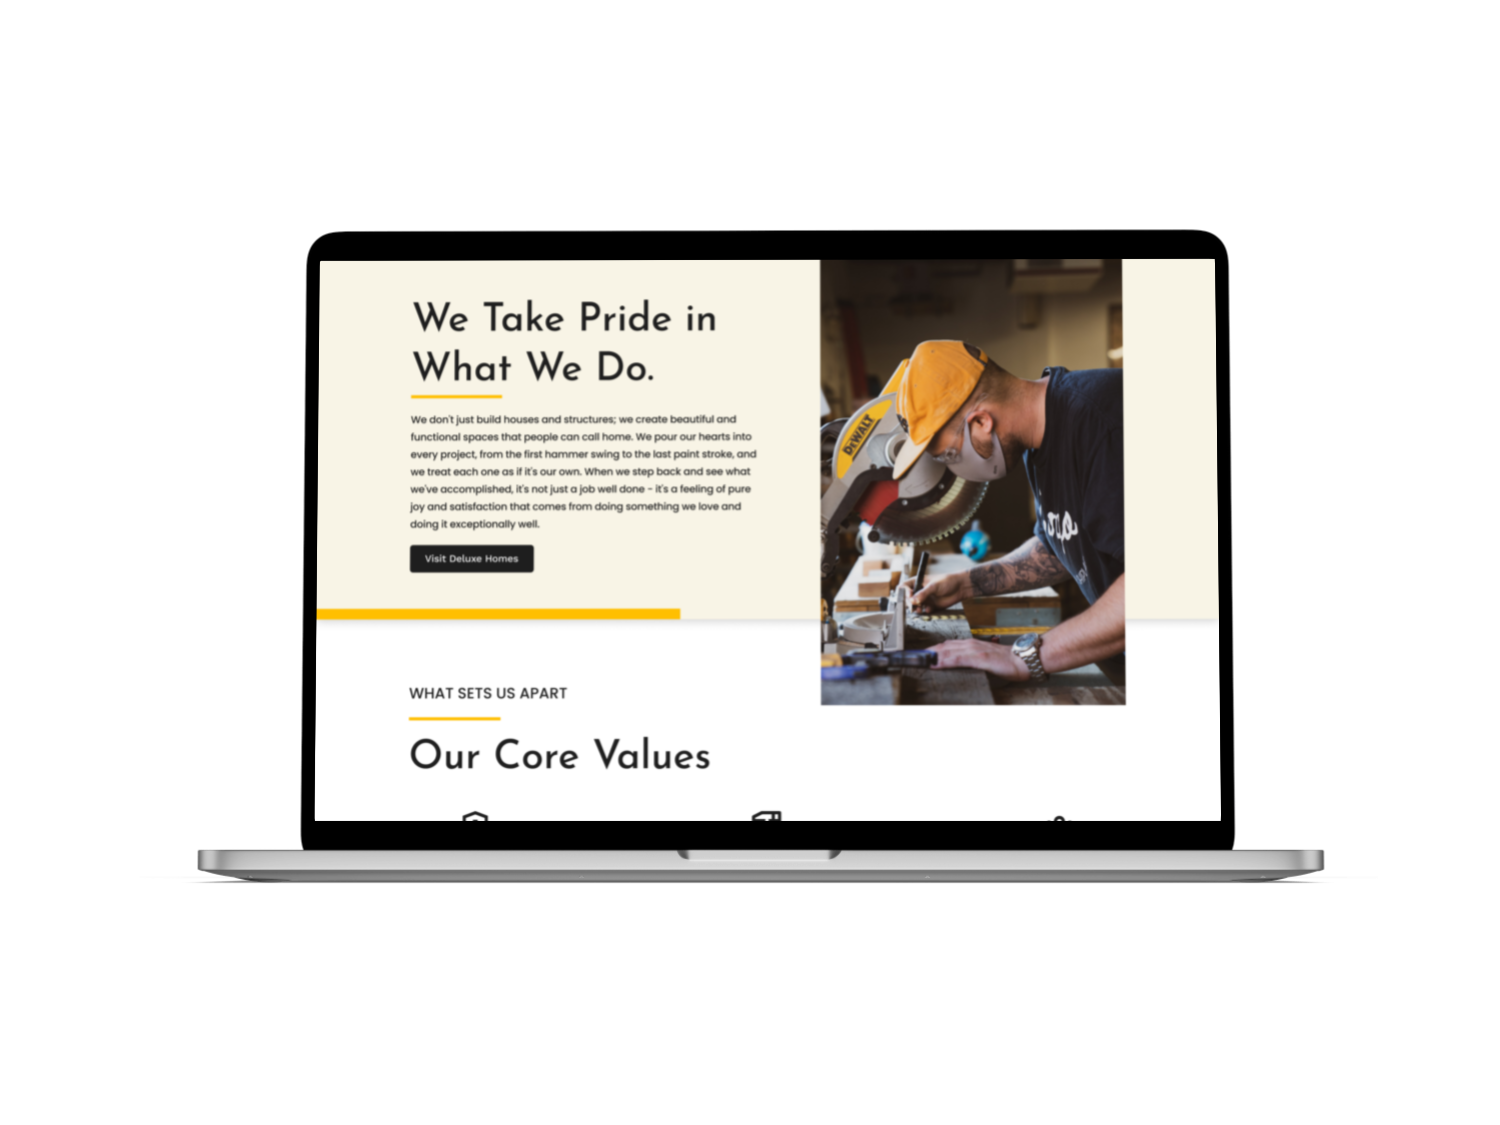 We Take Pride in
What We Do.
We don't just build houses and structures; we create beautiful and
functional spaces that people can call home. We pour our hearts into
every project, from the first hammer swing to the last paint stroke, and
we treat each one as if it's our own. When we step back and see what
we've accomplished, it's not just a job well done - it's a feeling of pure
joy and satisfaction that comes from doing something we love and
doing it exceptionally well.
Visit Deluxe Homes
DEWALT
WHAT SETS US APART
Our Core Values